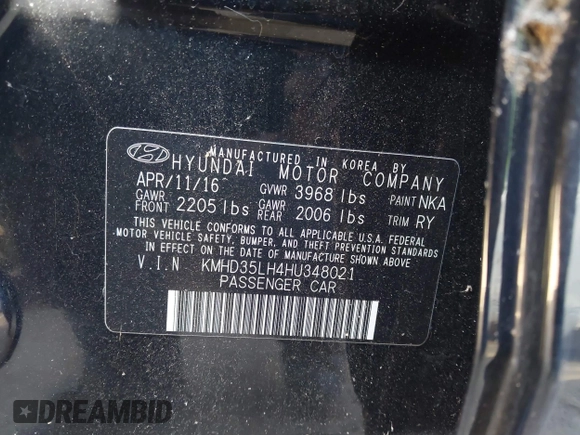 MANUFACTURED IN KOREA BY
HYUNDAI MOTOR COMPANY
APR/11/16 GVWR 3968 lbs PAINT NKA
GAWR FRONT 2205 lbs GAWR REAR 2006 lbs TRIM RY
THIS VEHICLE CONFORMS TO ALL APPLICABLE U.S.A. FEDERAL
MOTOR VEHICLE SAFETY, BUMPER, AND THEFT PREVENTION STANDARDS
IN EFFECT ON THE DATE OF MANUFACTURE SHOWN ABOVE
V.I.N KMHD35LH4HU348021
PASSENGER CAR
DREAMBID